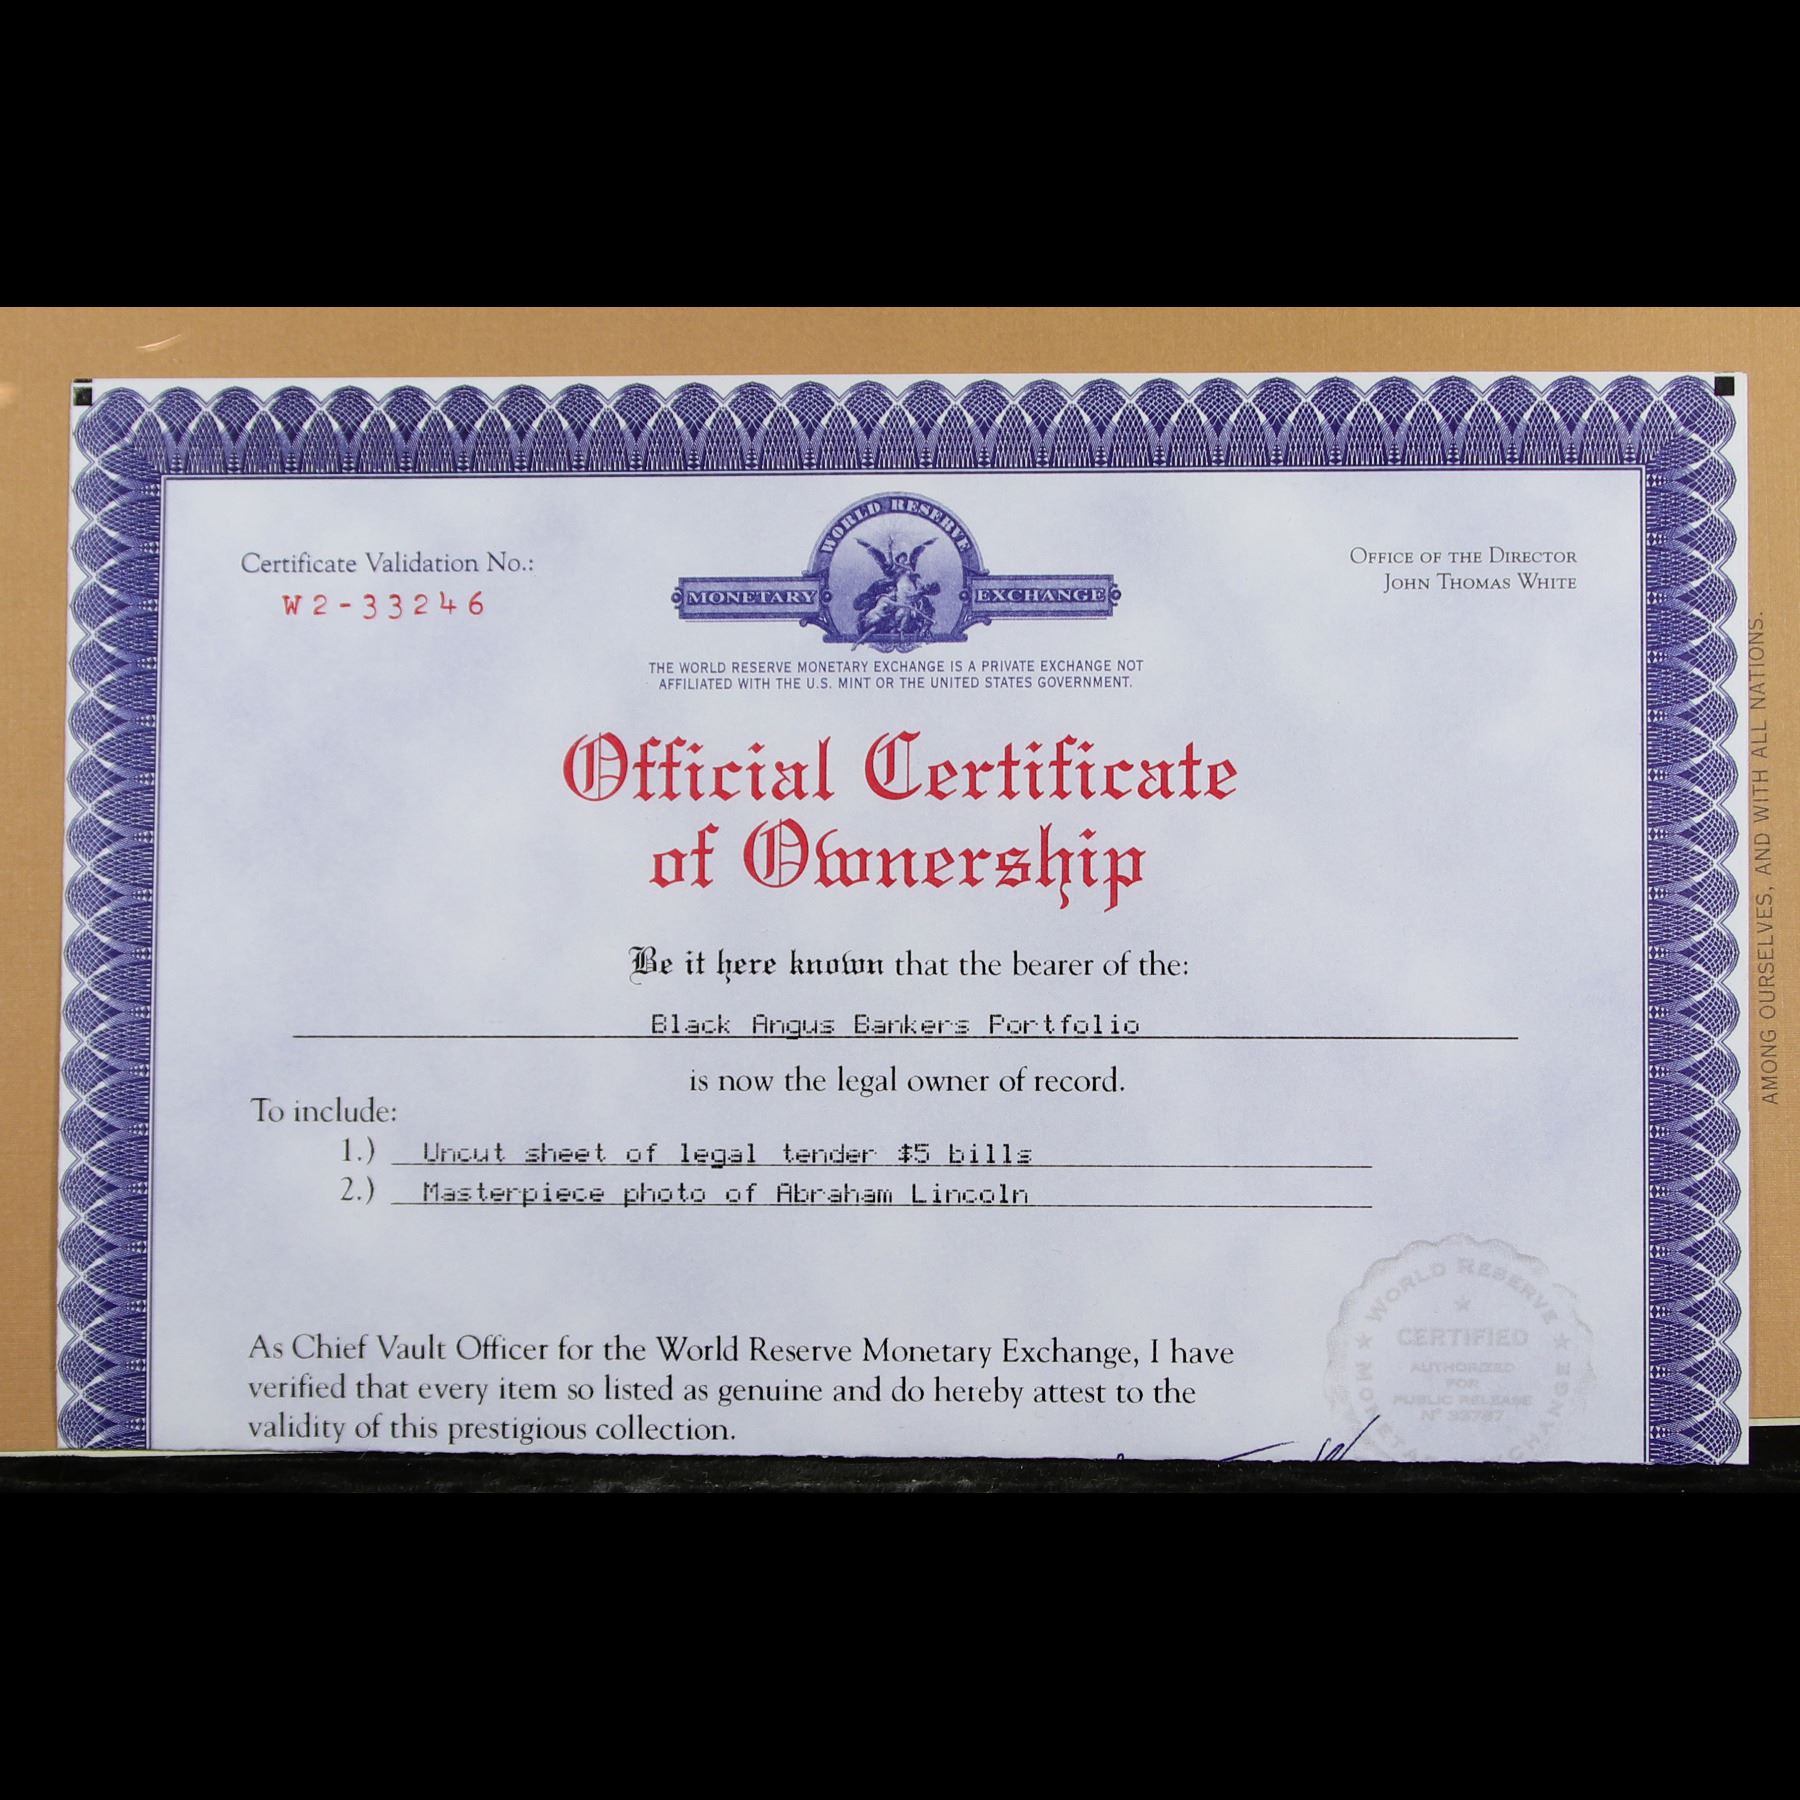 Certificate Validation No.:
W2-33246
WORLD RESERVE
MONETARY EXCHANGE
THE WORLD RESERVE MONETARY EXCHANGE IS A PRIVATE EXCHANGE NOT
AFFILIATED WITH THE U.S. MINT OR THE UNITED STATES GOVERNMENT.
OFFICE OF THE DIRECTOR
JOHN THOMAS WHITE
Official Certificate
of Ownership
Be it here known that the bearer of the:
Black Angus Bankers Portfolio
is now the legal owner of record.
To include:
1.) Uncut sheet of legal tender $5 bills
2.) Masterpiece photo of Abraham Lincoln
As Chief Vault Officer for the World Reserve Monetary Exchange, I have
verified that every item so listed as genuine and do hereby attest to the
validity of this prestigious collection.
WORLD RESERVE
CERTIFIED
AUTHORIZED
FOR
PUBLIC RELEASE
AMONG OURSELVES, AND WITH ALL NATIONS.